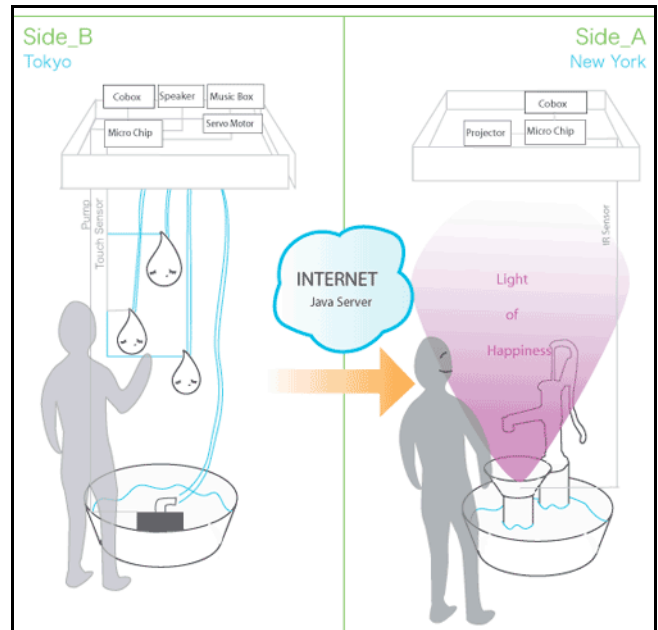 Side_B
Tokyo
Cobox
Speaker
Music Box
Micro Chip
Servo Motor
Pump
Touch Sensor
INTERNET
Java Server
Side_A
New York
Cobox
Projector
Micro Chip
IR Sensor
Light
of
Happiness